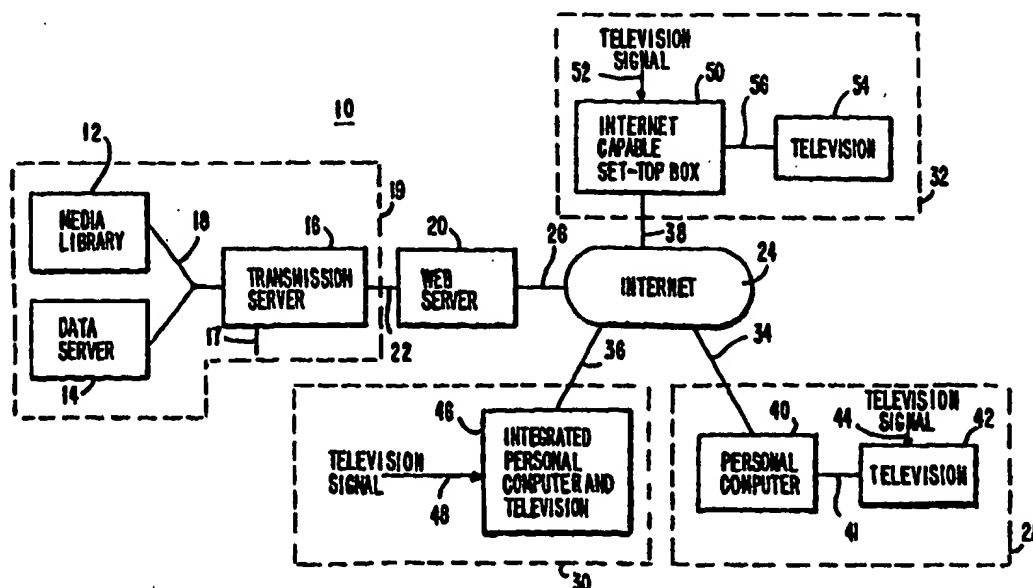 TELEVISION
SIGNAL
52
50
56
54
INTERNET
CAPABLE
SET-TOP BOX
TELEVISION
32
10
12
MEDIA
LIBRARY
18
16
19
TRANSMISSION
SERVER
17
DATA
SERVER
14
20
WEB
SERVER
22
26
38
INTERNET
24
36
34
46
TELEVISION
SIGNAL
48
INTEGRATED
PERSONAL
COMPUTER AND
TELEVISION
30
40
PERSONAL
COMPUTER
41
TELEVISION
SIGNAL
44
42
TELEVISION